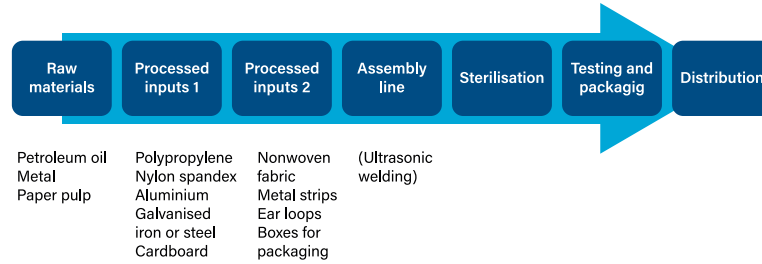 Raw
materials
Processed
inputs 1
Processed
inputs 2
Assembly
line
Sterilisation
Testing and
packagig
Distribution
Petroleum oil
Metal
Paper pulp
Polypropylene
Nylon spandex
Aluminium
Galvanised
iron or steel
Cardboard
Nonwoven
fabric
Metal strips
Ear loops
Boxes for
packaging
(Ultrasonic
welding)